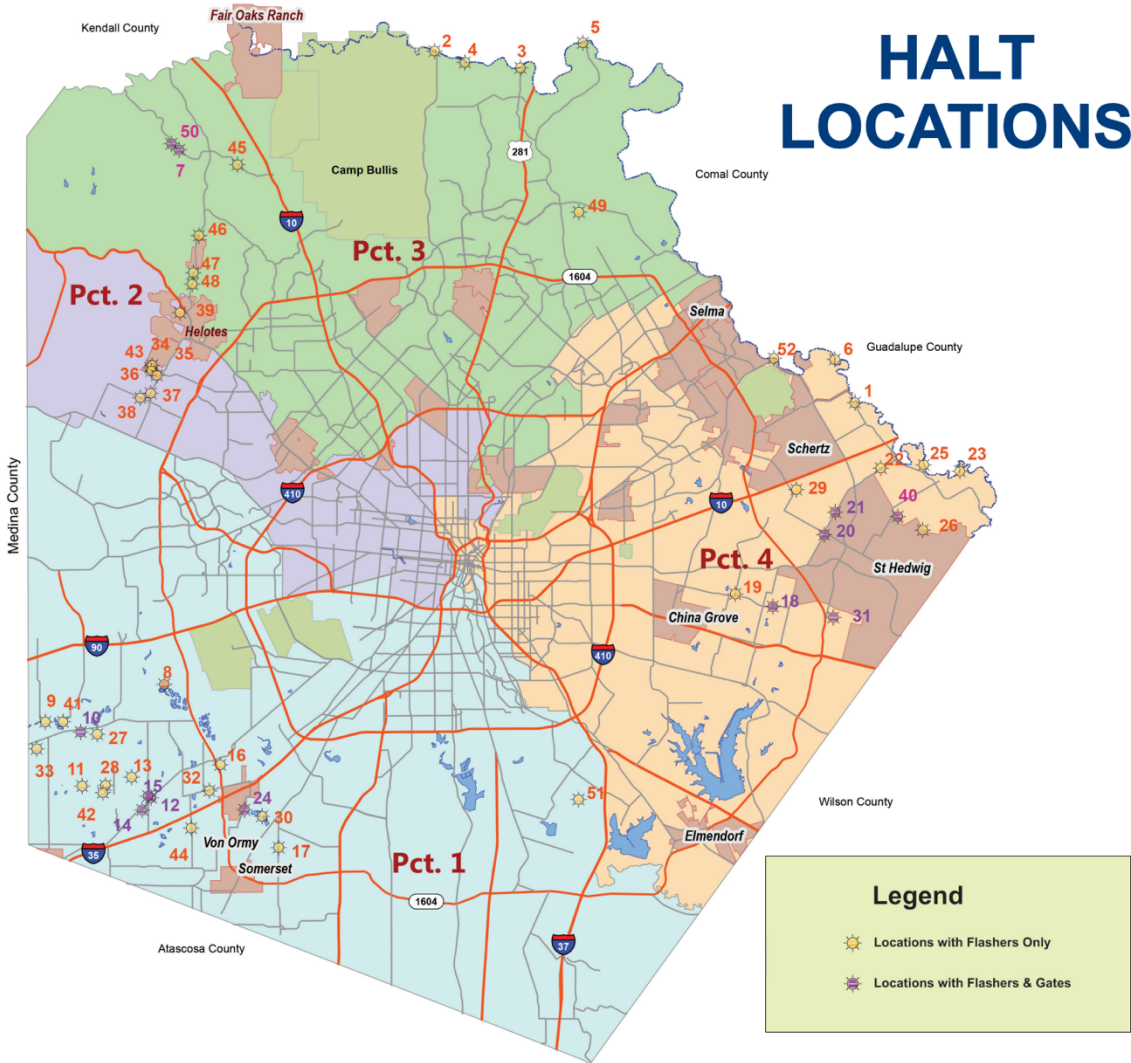 HALT
LOCATIONS
Kendall County
Fair Oaks Ranch
2
4
3
5
50
7
45
Camp Bullis
281
Comal County
10
49
46
Pct. 3
47
48
1604
Pct. 2
39
Helotes
Selma
34
43
35
36
37
38
52
6
Guadalupe County
1
Schertz
22
25
23
Medina County
410
29
10
21
40
20
26
Pct. 4
St Hedwig
19
18
China Grove
31
90
410
8
9
41
10
27
33
16
11
28
13
32
15
12
24
42
14
30
51
Wilson County
Elmendorf
44
Von Ormy
17
35
Somerset
Pct. 1
1604
Atascosa County
37
Legend
Locations with Flashers Only
Locations with Flashers & Gates